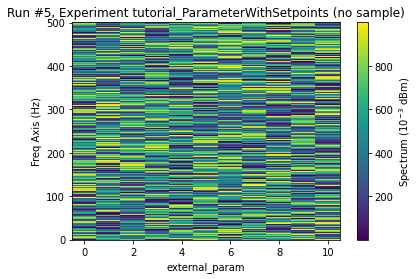 Run #5, Experiment tutorial_ParameterWithSetpoints (no sample)
500
400
300
200
100
0
Freq Axis (Hz)
0 2 4 6 8 10
external_param
800
600
400
200
Spectrum (10⁻³ dBm)